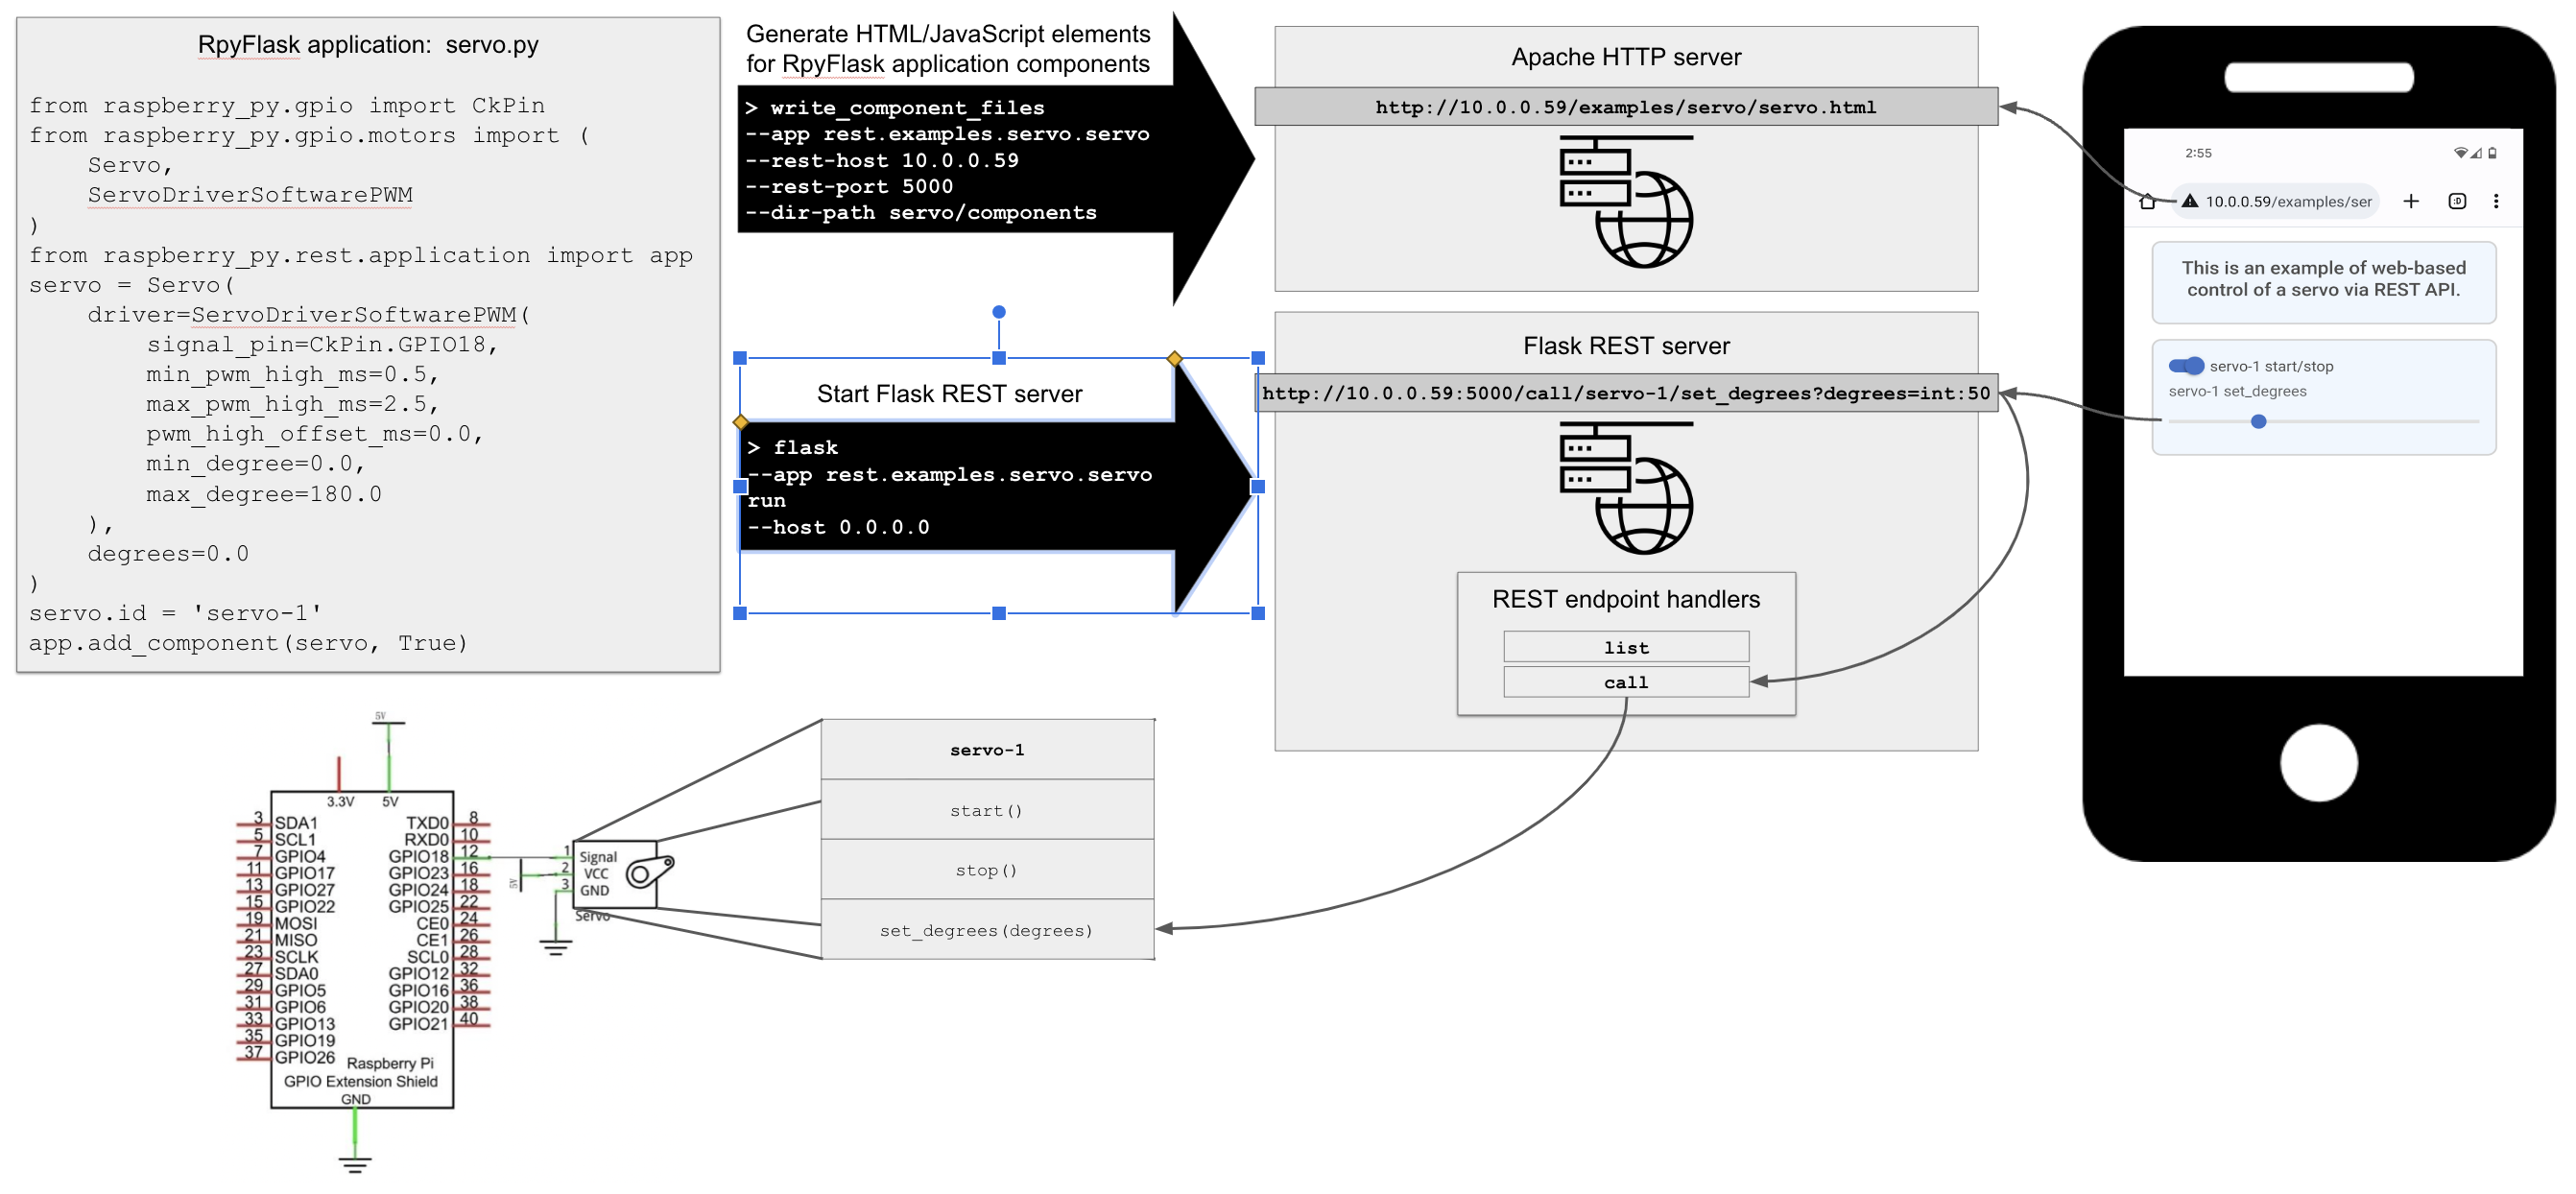 RpyFlask application:  servo.py
from raspberry_py.gpio import CkPin
from raspberry_py.gpio.motors import (
    Servo,
    ServoDriverSoftwarePWM
)
from raspberry_py.rest.application import app
servo = Servo(
    driver=ServoDriverSoftwarePWM(
        signal_pin=CkPin.GPIO18,
        min_pwm_high_ms=0.5,
        max_pwm_high_ms=2.5,
        pwm_high_offset_ms=0.0,
        min_degree=0.0,
        max_degree=180.0
    ),
    degrees=0.0
)
servo.id = 'servo-1'
app.add_component(servo, True)
Generate HTML/JavaScript elements
for RpyFlask application components
> write_component_files
--app rest.examples.servo.servo
--rest-host 10.0.0.59
--rest-port 5000
--dir-path servo/components
Start Flask REST server
> flask
--app rest.examples.servo.servo
run
--host 0.0.0.0
Apache HTTP server
http://10.0.0.59/examples/servo/servo.html
Flask REST server
http://10.0.0.59:5000/call/servo-1/set_degrees?degrees=int:50
REST endpoint handlers
list
call
2:55
10.0.0.59/examples/ser
:D
This is an example of web-based
control of a servo via REST API.
servo-1 start/stop
servo-1 set_degrees
servo-1
start()
stop()
set_degrees(degrees)
5V
3.3V 5V
3 SDA1 TXD0 8
5 SCL1 RXD0 10
7 GPIO4 GPIO18 12
11 GPIO17 GPIO23 16
13 GPIO27 GPIO24 18
15 GPIO22 GPIO25 22
19 MOSI CE0 24
21 MISO CE1 26
23 SCLK SCL0 28
27 SDA0 GPIO12 32
29 GPIO5 GPIO16 36
31 GPIO6 GPIO20 38
33 GPIO13 GPIO21 40
35 GPIO19
37 GPIO26
Raspberry Pi
GPIO Extension Shield
GND
5V
1 Signal
2 VCC
3 GND
Servo